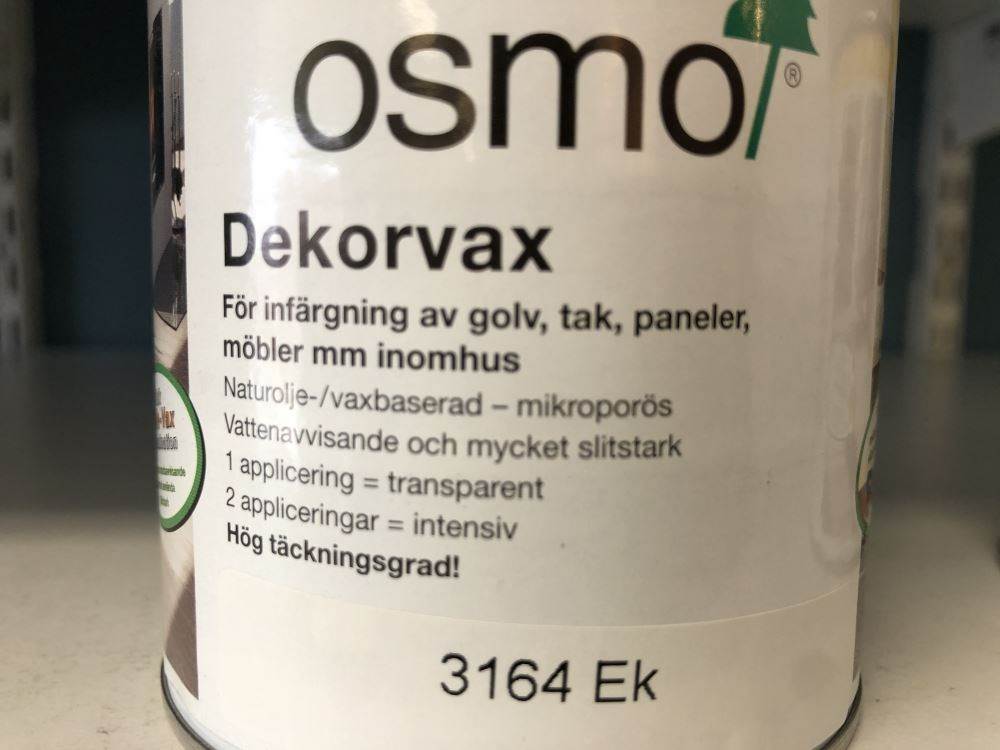 osmo ®
Dekorvax
För infärgning av golv, tak, paneler,
möbler mm inomhus
Naturolje-/vaxbaserad – mikroporös
Vattenavvisande och mycket slitstark
1 applicering = transparent
2 appliceringar = intensiv
Hög täckningsgrad!
3164 Ek